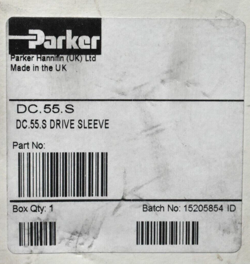 Parker
Parker Hannifin (UK) Ltd
Made in the UK
DC.55.S
DC.55.S DRIVE SLEEVE
Part No:
Box Qty: 1 Batch No: 15205854 ID